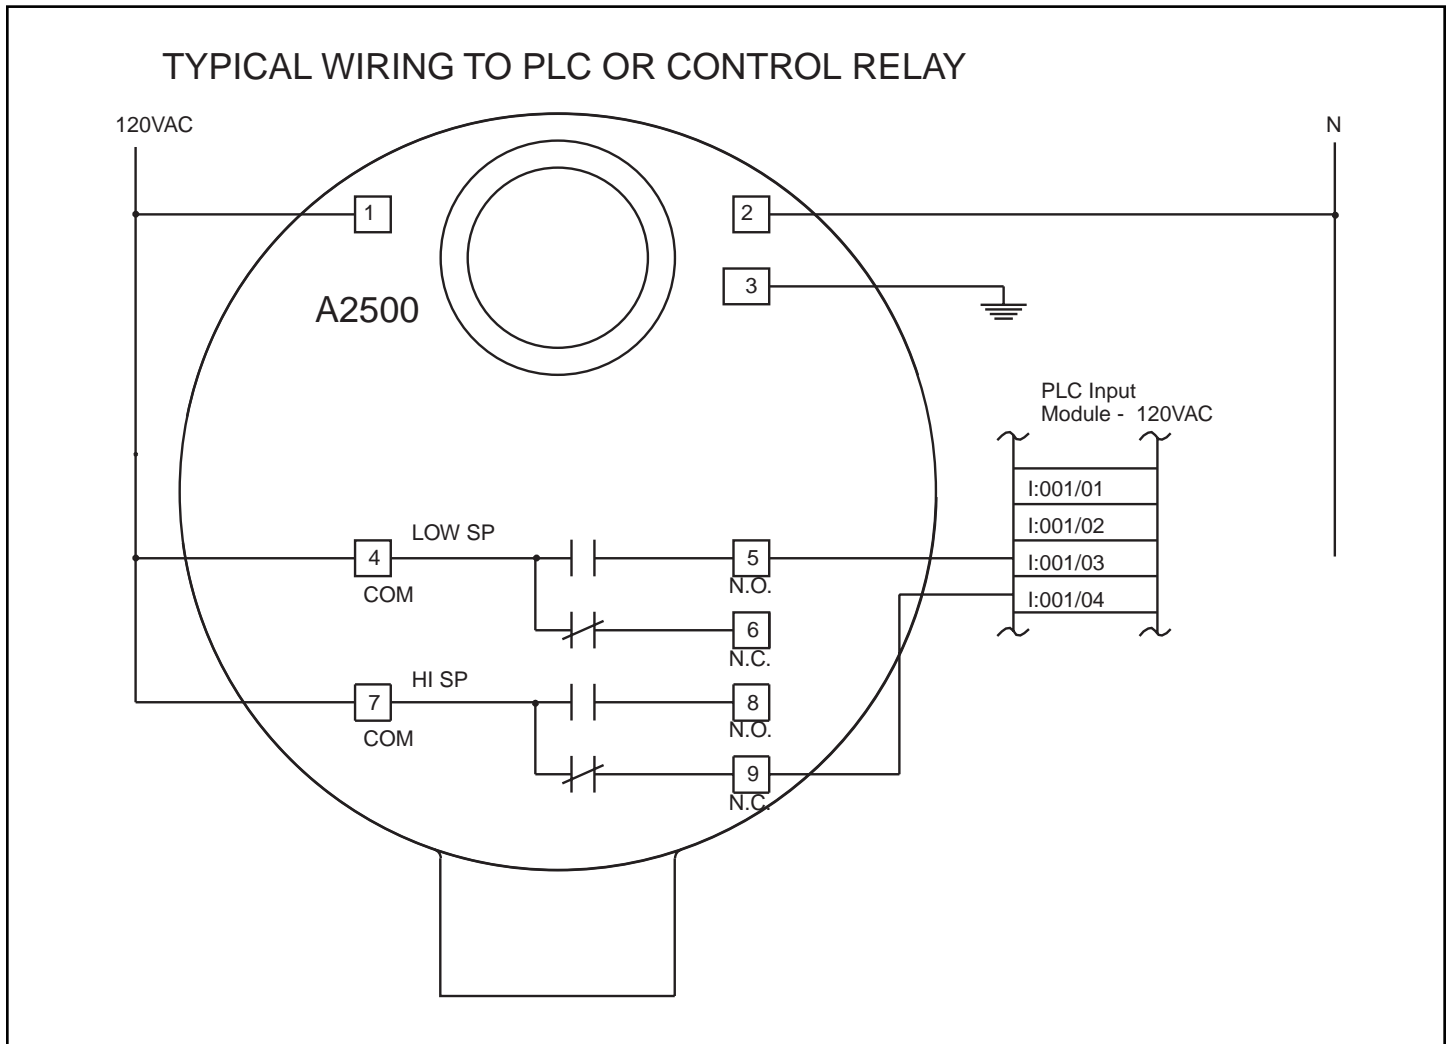 TYPICAL WIRING TO PLC OR CONTROL RELAY
120VAC
N
1
2
3
A2500
PLC Input
Module - 120VAC
I:001/01
I:001/02
I:001/03
I:001/04
LOW SP
4
COM
5
N.O.
6
N.C.
HI SP
7
COM
8
N.O.
9
N.C.